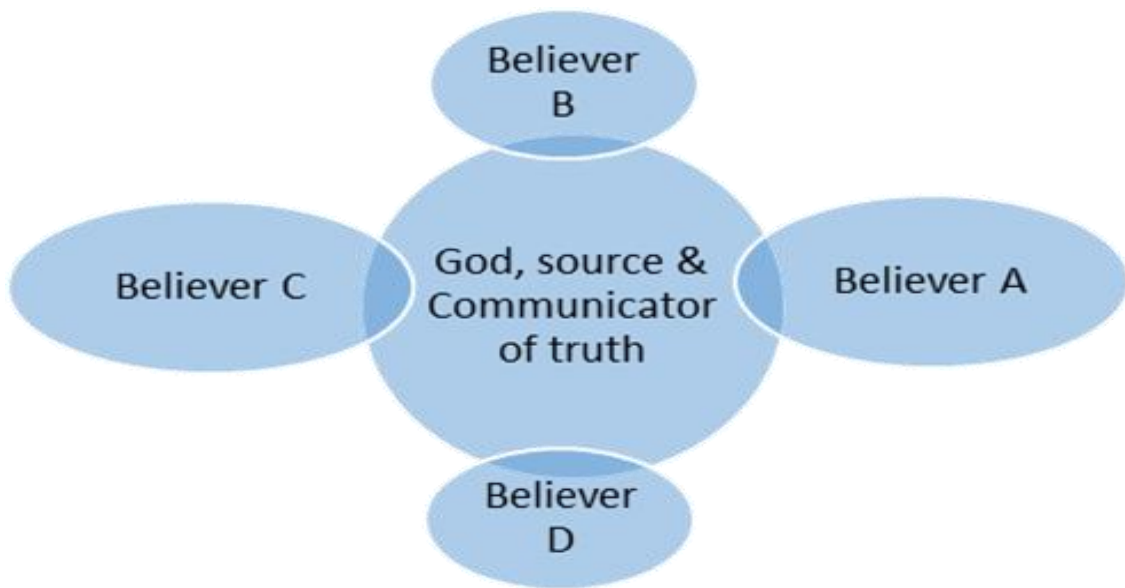 Believer
B
Believer C
God, source &
Communicator
of truth
Believer A
Believer
D